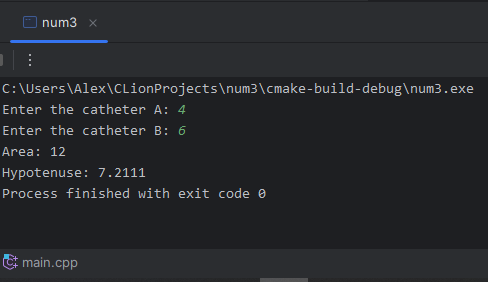 num3
C:\Users\Alex\CLionProjects\num3\cmake-build-debug\num3.exe
Enter the catheter A: 4
Enter the catheter B: 6
Area: 12
Hypotenuse: 7.2111
Process finished with exit code 0
main.cpp